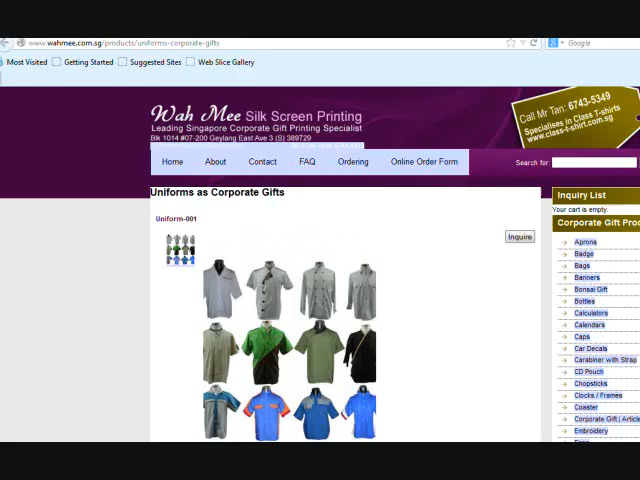 www.wahmee.com.sg/products/uniforms-corporate-gifts
Google
Most Visited Getting Started Suggested Sites Web Slice Gallery
Wah Mee Silk Screen Printing
Leading Singapore Corporate Gift Printing Specialist
Blk 1014 #07-200 Geylang East Ave 3 (S) 389729
Call Mr Tan: 6743-5349
Specialises in Class T-shirts
www.class-t-shirt.com.sg
Home About Contact FAQ Ordering Online Order Form
Search for:
Uniforms as Corporate Gifts
Uniform-001
Inquire
Inquiry List
Your cart is empty.
Corporate Gift Pro
Aprons
Badge
Bags
Banners
Bonsai Gift
Bottles
Calculators
Calendars
Caps
Car Decals
Carabiner with Strap
CD Pouch
Chopsticks
Clocks / Frames
Coaster
Corporate Gift | Article
Embroidery